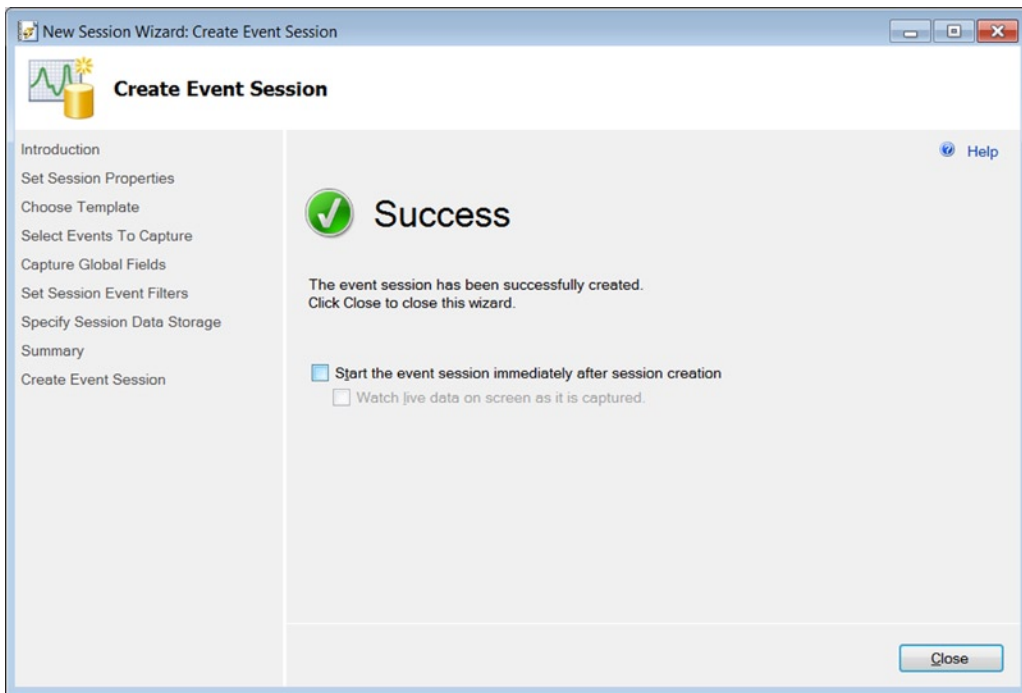 New Session Wizard: Create Event Session
Create Event Session
Introduction
Set Session Properties
Choose Template
Select Events To Capture
Capture Global Fields
Set Session Event Filters
Specify Session Data Storage
Summary
Create Event Session
Help
Success
The event session has been successfully created.
Click Close to close this wizard.
Start the event session immediately after session creation
Watch live data on screen as it is captured.
Close